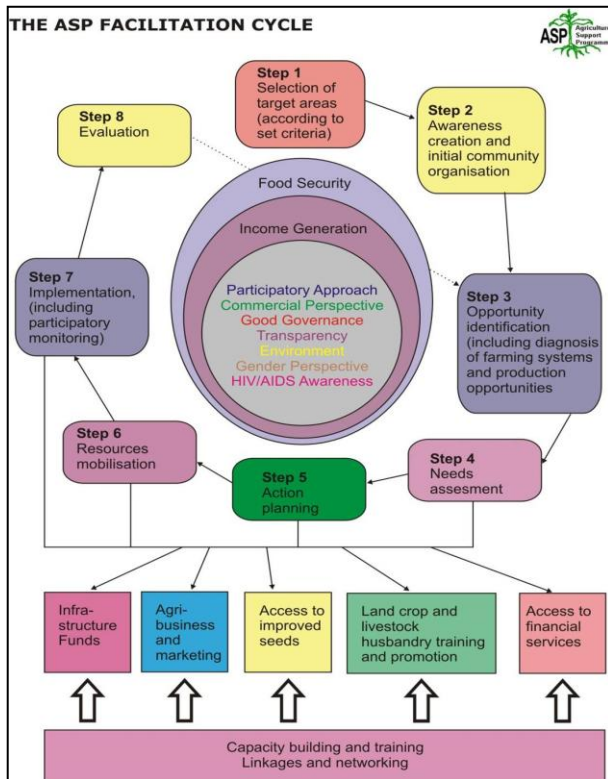 THE ASP FACILITATION CYCLE
ASP
Agriculture
Support
Programme
Step 1
Selection of
target areas
(according to
set criteria)
Step 2
Awareness
creation and
initial community
organisation
Step 8
Evaluation
Food Security
Income Generation
Participatory Approach
Commercial Perspective
Good Governance
Transparency
Environment
Gender Perspective
HIV/AIDS Awareness
Step 7
Implementation,
(including
participatory
monitoring)
Step 3
Opportunity
identification
(including diagnosis
of farming systems
and production
opportunities
Step 6
Resources
mobilisation
Step 5
Action
planning
Step 4
Needs
assesment
Infra-
structure
Funds
Agri-
business
and
marketing
Access to
improved
seeds
Land crop and
livestock
husbandry training
and promotion
Access to
financial
services
Capacity building and training
Linkages and networking